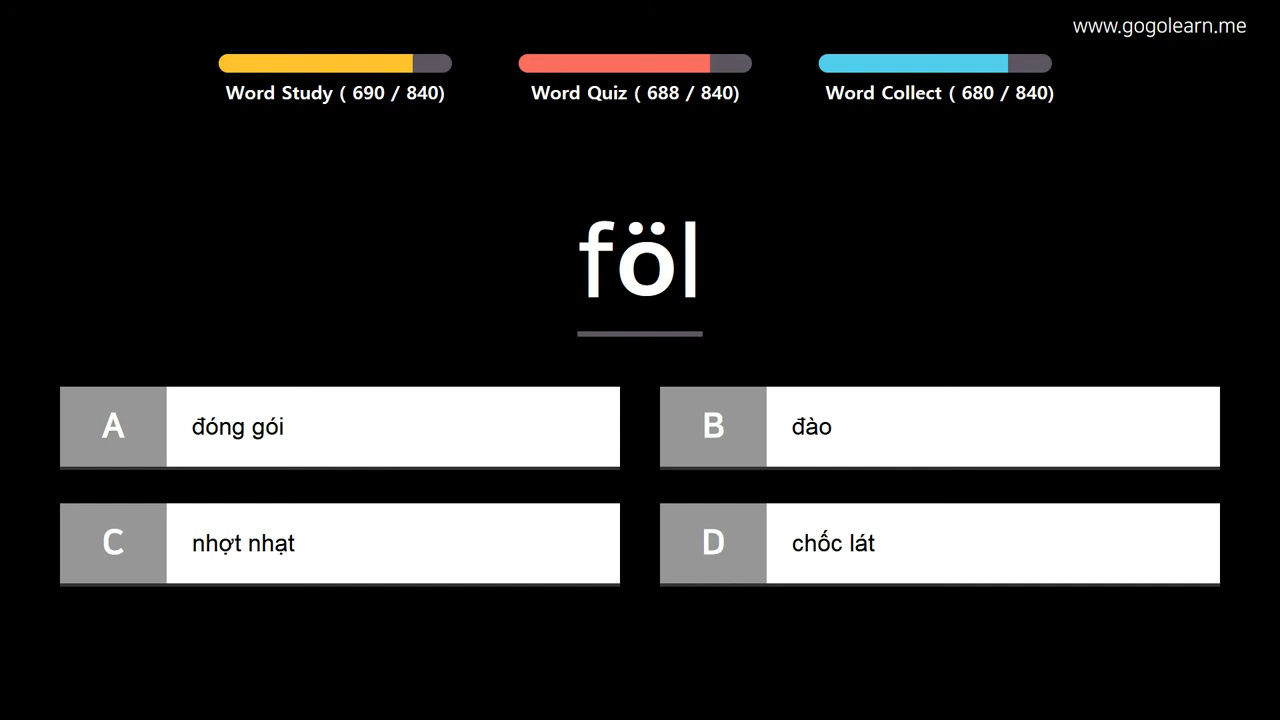 www.gogolearn.me
Word Study ( 690 / 840)
Word Quiz ( 688 / 840)
Word Collect ( 680 / 840)
föl
A đóng gói
B đào
C nhợt nhạt
D chốc lát